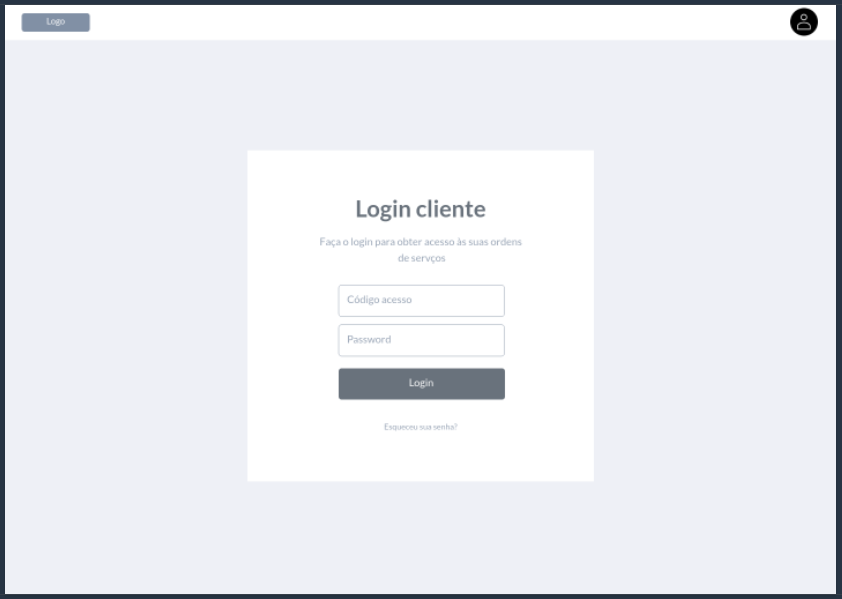 Logo
Login cliente
Faça o login para obter acesso às suas ordens
de servços
Código acesso
Password
Login
Esqueceu sua senha?